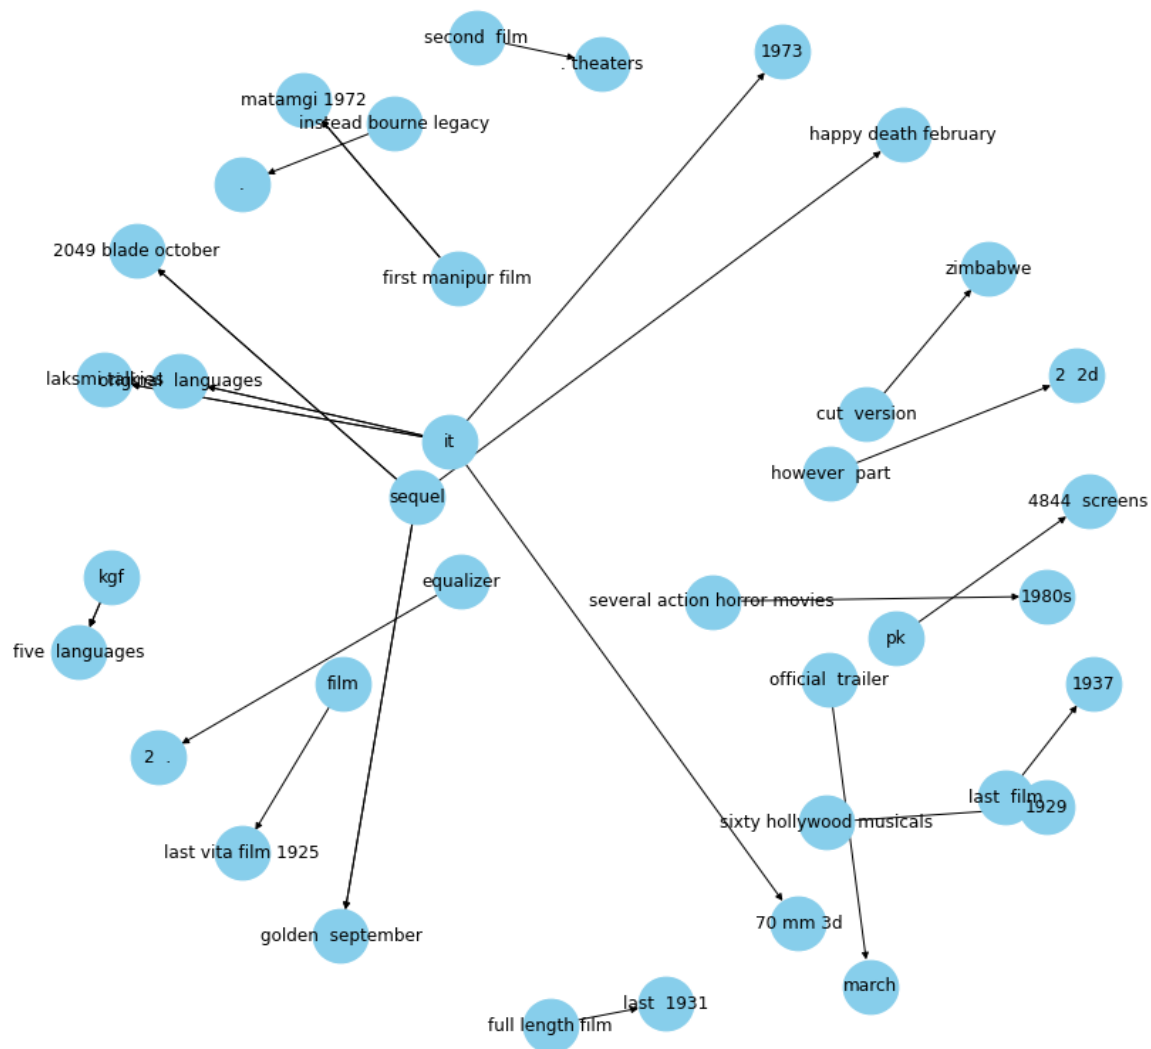 second  film
. theaters
1973
matamgi 1972
instead bourne legacy
happy death february
.
2049 blade october
first manipur film
zimbabwe
laksmi talkies
original  languages
2  2d
cut  version
it
however  part
sequel
4844  screens
kgf
equalizer
several action horror movies
1980s
pk
five  languages
official  trailer
film
1937
2  .
last  film
1929
sixty hollywood musicals
last vita film 1925
70 mm 3d
golden  september
march
last  1931
full length film